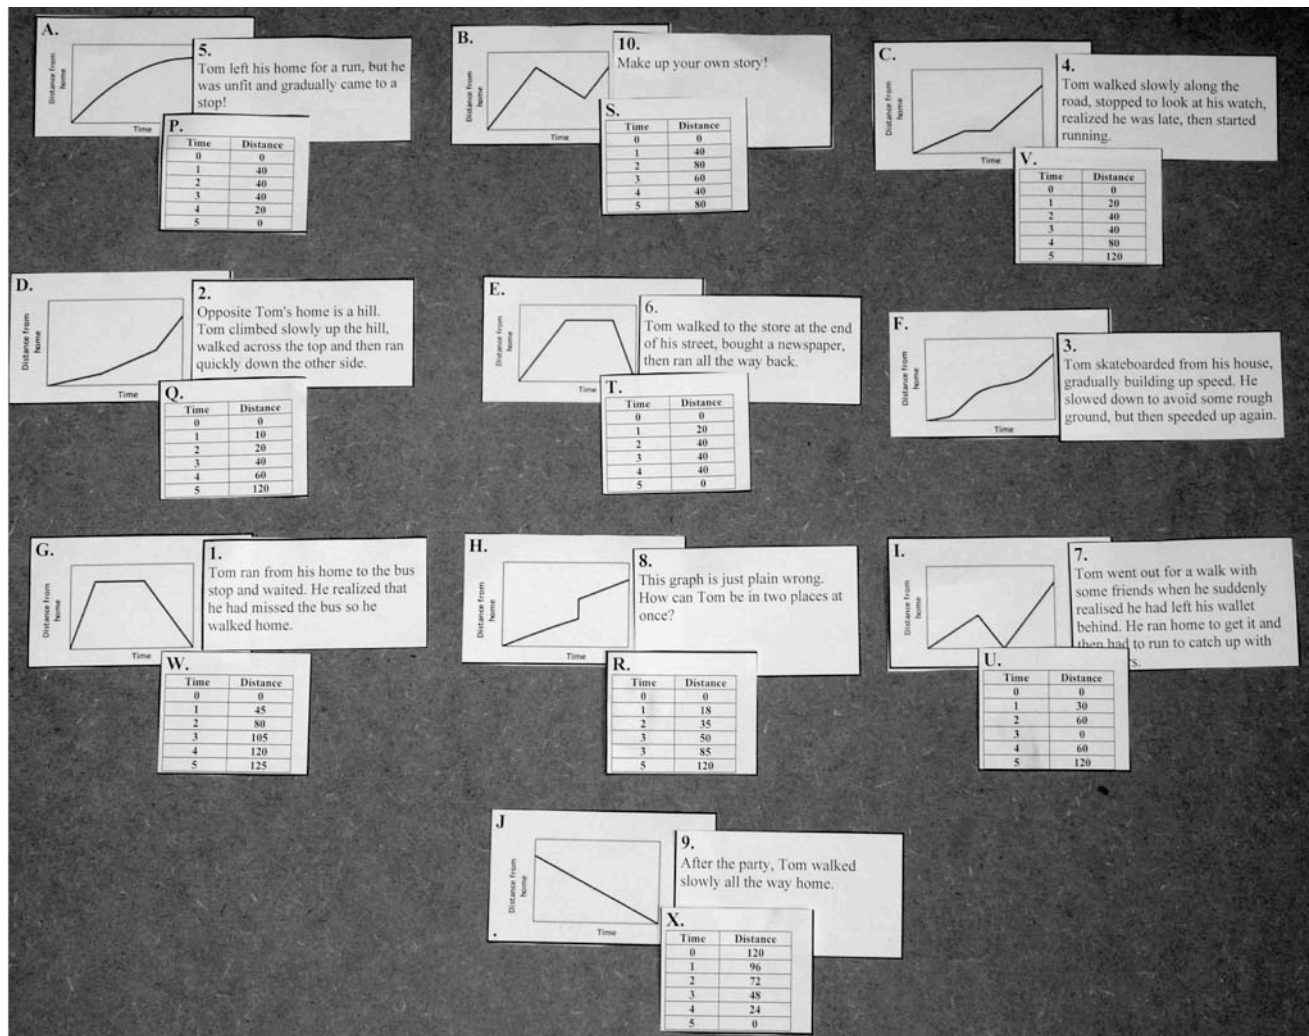 A.
Distance from
home
Time
5.
Tom left his home for a run, but he
was unfit and gradually came to a
stop!
P.
Time Distance
0 0
1 40
2 40
3 40
4 20
5 0
B.
Distance from
home
10.
Make up your own story!
S.
Time Distance
0 0
1 40
2 80
3 60
4 40
5 80
C.
Distance from
home
Time
4.
Tom walked slowly along the
road, stopped to look at his watch,
realized he was late, then started
running.
V.
Time Distance
0 0
1 20
2 40
3 40
4 80
5 120
D.
Distance from
home
Time
2.
Opposite Tom's home is a hill.
Tom climbed slowly up the hill,
walked across the top and then ran
quickly down the other side.
Q.
Time Distance
0 0
1 10
2 20
3 40
4 60
5 120
E.
Distance from
home
Time
6.
Tom walked to the store at the end
of his street, bought a newspaper,
then ran all the way back.
T.
Time Distance
0 0
1 20
2 40
3 40
4 40
5 0
F.
Distance from
home
Time
3.
Tom skateboarded from his house,
gradually building up speed. He
slowed down to avoid some rough
ground, but then speeded up again.
G.
Distance from
home
Time
1.
Tom ran from his home to the bus
stop and waited. He realized that
he had missed the bus so he
walked home.
W.
Time Distance
0 0
1 45
2 80
3 105
4 120
5 125
H.
Distance from
home
Time
8.
This graph is just plain wrong.
How can Tom be in two places at
once?
R.
Time Distance
0 0
1 18
2 35
3 50
3 85
5 120
I.
Distance from
home
Time
7.
Tom went out for a walk with
some friends when he suddenly
realised he had left his wallet
behind. He ran home to get it and
then had to run to catch up with
U.
Time Distance
0 0
1 30
2 60
3 0
4 60
5 120
J
Distance from
home
Time
9.
After the party, Tom walked
slowly all the way home.
X.
Time Distance
0 120
1 96
2 72
3 48
4 24
5 0